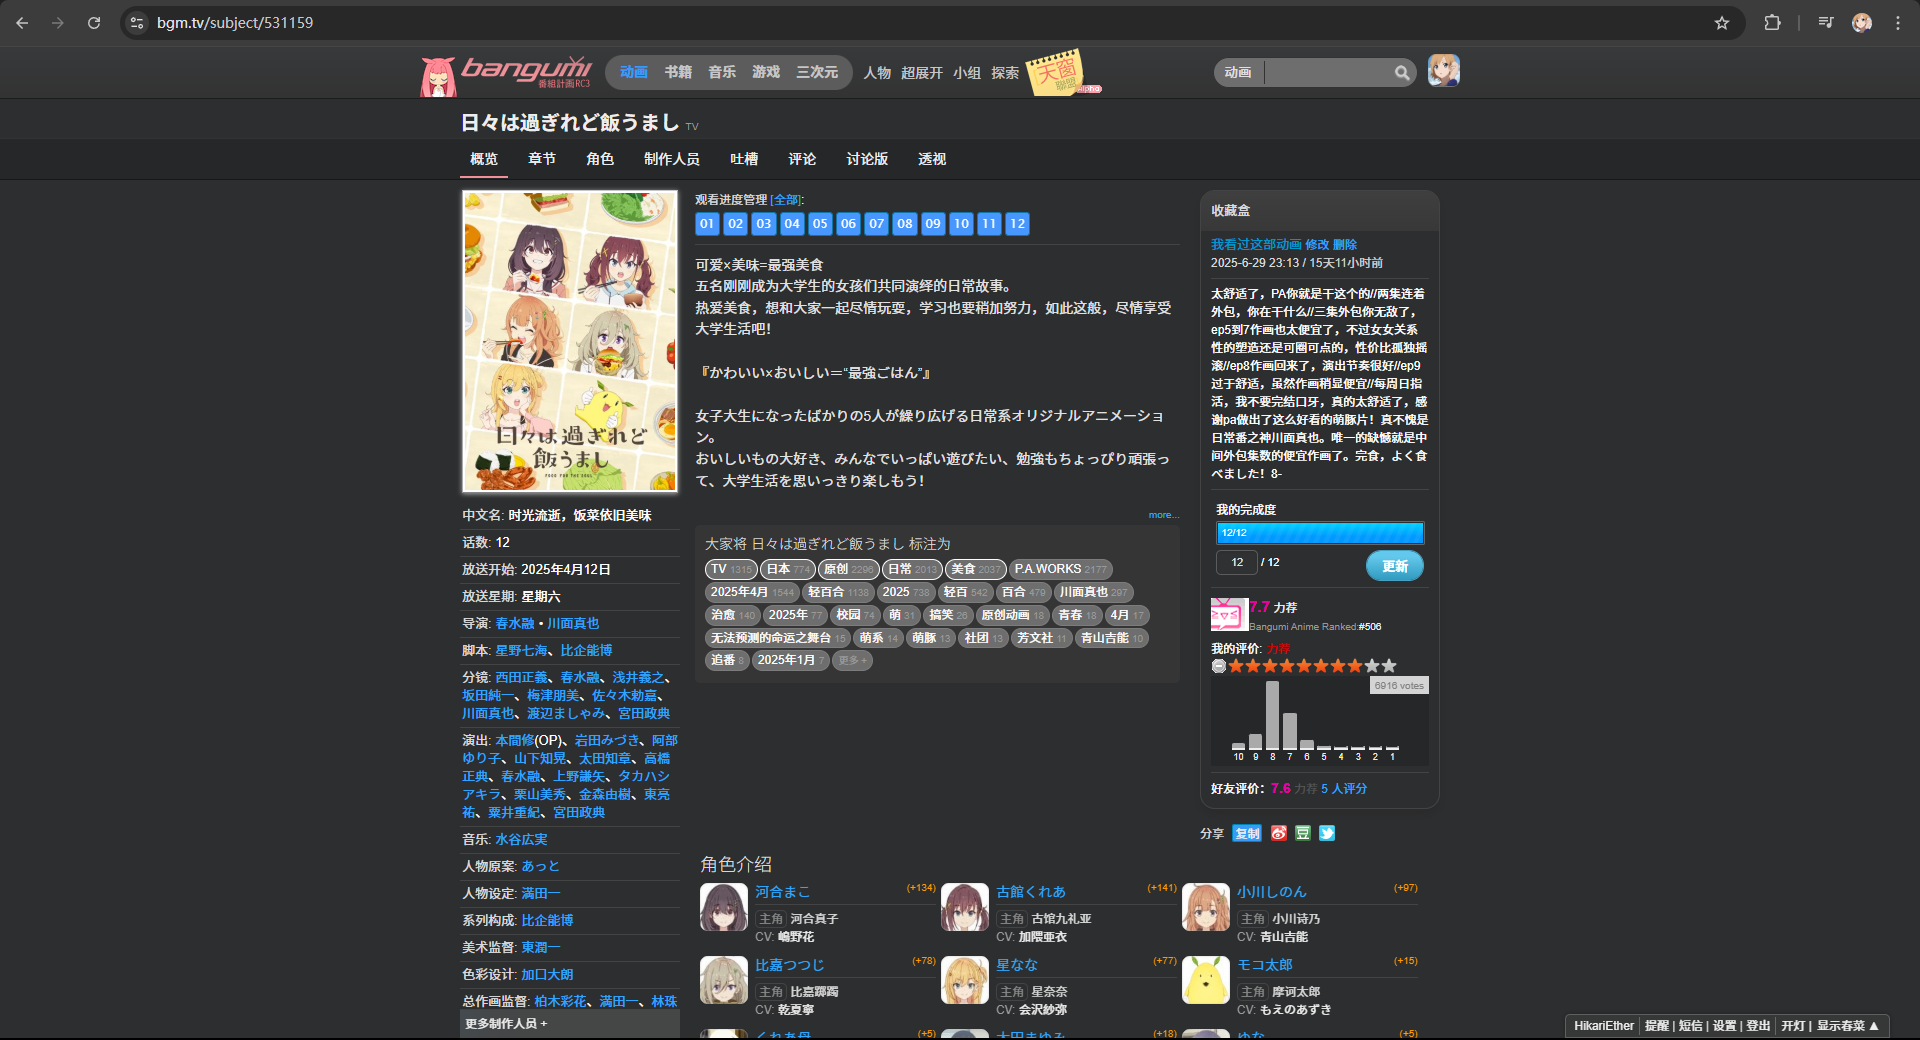 bgm.tv/subject/531159
bangumi
番組計画RC3
动画 书籍 音乐 游戏 三次元 人物 超展开 小组 探索
天窗
联盟
alpha
动画
日々は過ぎれど飯うまし TV
概览 章节 角色 制作人员 吐槽 评论 讨论版 透视
日々は過ぎれど
飯うまし
FOOD FOR THE SOUL
中文名: 时光流逝，饭菜依旧美味
话数: 12
放送开始: 2025年4月12日
放送星期: 星期六
导演: 春水融・川面真也
脚本: 星野七海、比企能博
分镜: 西田正義、春水融、浅井義之、
坂田純一、梅津朋美、佐々木勅嘉、
川面真也、渡辺ましゃみ、宮田政典
演出: 本間修(OP)、岩田みづき、阿部
ゆり子、山下知晃、太田知章、高橋
正典、春水融、上野謙矢、タカハシ
アキラ、栗山美秀、金森由樹、東亮
祐、粟井重紀、宮田政典
音乐: 水谷広実
人物原案: あっと
人物设定: 満田一
系列构成: 比企能博
美术监督: 東潤一
色彩设计: 加口大朗
总作画监督: 柏木彩花、満田一、林珠
更多制作人员 +
观看进度管理 [全部]:
01 02 03 04 05 06 07 08 09 10 11 12
可爱×美味=最强美食
五名刚刚成为大学生的女孩们共同演绎的日常故事。
热爱美食，想和大家一起尽情玩耍，学习也要稍加努力，如此这般，尽情享受
大学生活吧！
『かわいい×おいしい＝“最強ごはん”』
女子大生になったばかりの5人が繰り広げる日常系オリジナルアニメーショ
ン。
おいしいもの大好き、みんなでいっぱい遊びたい、勉強もちょっぴり頑張っ
て、大学生活を思いっきり楽しもう！
more...
大家将 日々は過ぎれど飯うまし 标注为
TV 1315 日本 774 原创 2296 日常 2013 美食 2037 P.A.WORKS 2177
2025年4月 1544 轻百合 1138 2025 738 轻百 542 百合 479 川面真也 297
治愈 140 2025年 77 校园 74 萌 31 搞笑 26 原创动画 18 青春 18 4月 17
无法预测的命运之舞台 15 萌系 14 萌豚 13 社团 13 芳文社 11 青山吉能 10
追番 8 2025年1月 7 更多 +
收藏盒
我看过这部动画 修改 删除
2025-6-29 23:13 / 15天11小时前
太舒适了，PA你就是干这个的//两集连着
外包，你在干什么//三集外包你无敌了，
ep5到7作画也太便宜了，不过女女关系
性的塑造还是可圈可点的，性价比孤独摇
滚//ep8作画回来了，演出节奏很好//ep9
过于舒适，虽然作画稍显便宜//每周日指
活，我不要完结口牙，真的太舒适了，感
谢pa做出了这么好看的萌豚片！真不愧是
日常番之神川面真也。唯一的缺憾就是中
间外包集数的便宜作画了。完食，よく食
べました！8-
我的完成度
12/12
12 / 12 更新
7.7 力荐
Bangumi Anime Ranked:#506
我的评价: 力荐
6916 votes
10 9 8 7 6 5 4 3 2 1
好友评价: 7.6 力荐 5 人评分
分享 复制 豆
角色介绍
河合まこ (+134)
主角 河合真子
CV: 嶋野花
古舘くれあ (+141)
主角 古馆九礼亚
CV: 加隈亜衣
小川しのん (+97)
主角 小川诗乃
CV: 青山吉能
比嘉つつじ (+78)
主角 比嘉踯躅
CV: 乾夏寧
星なな (+77)
主角 星奈奈
CV: 会沢紗弥
モコ太郎 (+15)
主角 摩诃太郎
CV: もえのあずき
くれあ母 (+5)
大田まゆみ (+18)
ゆな (+5)
HikariEther 提醒 | 短信 | 设置 | 登出 开灯 | 显示春菜 ▲